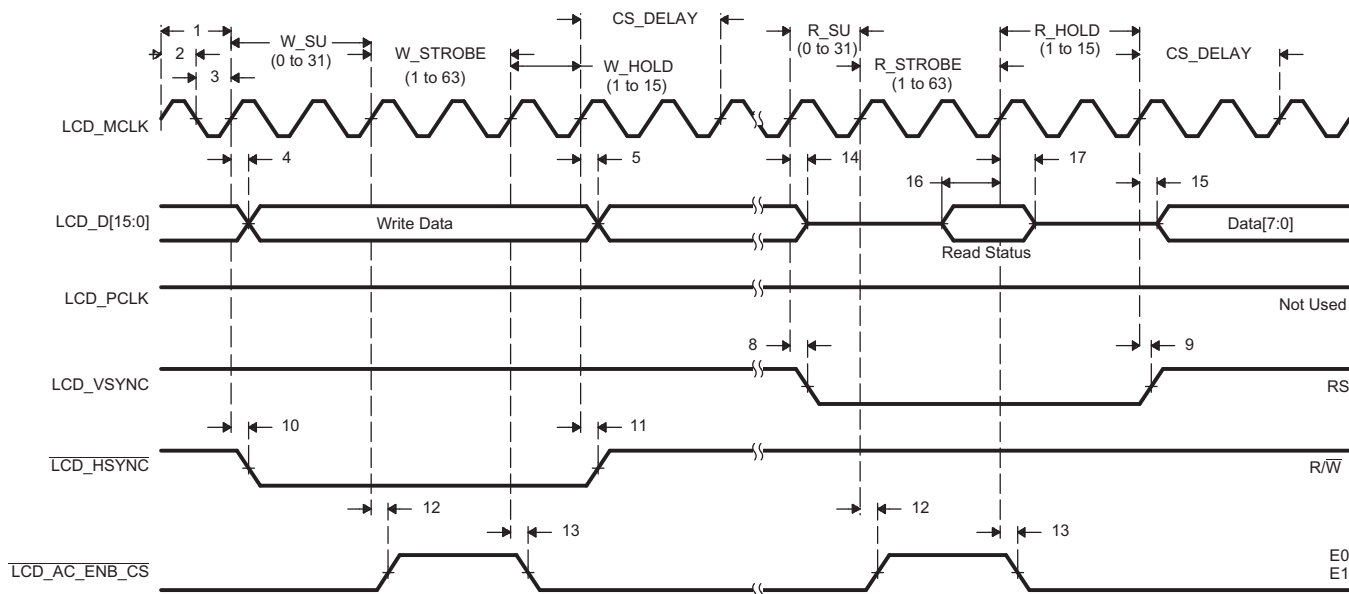 1
CS_DELAY
R_SU
(0 to 31)
R_HOLD
(1 to 15)
2
W_SU
(0 to 31)
W_STROBE
(1 to 63)
CS_DELAY
3
W_HOLD
(1 to 15)
R_STROBE
(1 to 63)
LCD_MCLK
4
5
14
17
16
15
LCD_D[15:0]
Write Data
Data[7:0]
Read Status
LCD_PCLK
Not Used
8
9
LCD_VSYNC
RS
10
11
LCD_HSYNC
R/W̅
12
13
12
13
LCD_AC_ENB_CS
E0
E1